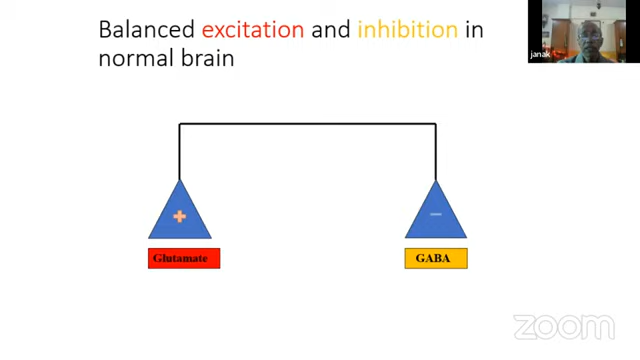 Balanced excitation and inhibition in
normal brain
janak
+
−
Glutamate
GABA
zoom